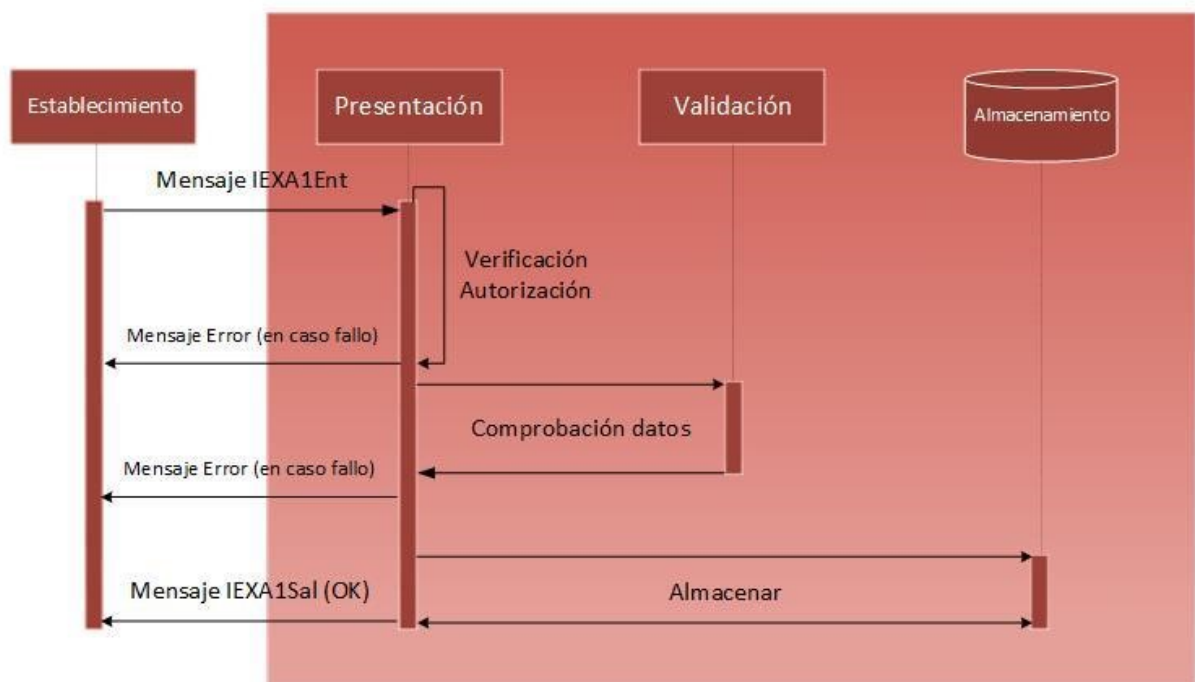 Establecimiento
Presentación
Validación
Almacenamiento
Mensaje IEXA1Ent
Verificación
Autorización
Mensaje Error (en caso fallo)
Comprobación datos
Mensaje Error (en caso fallo)
Mensaje IEXA1Sal (OK)
Almacenar